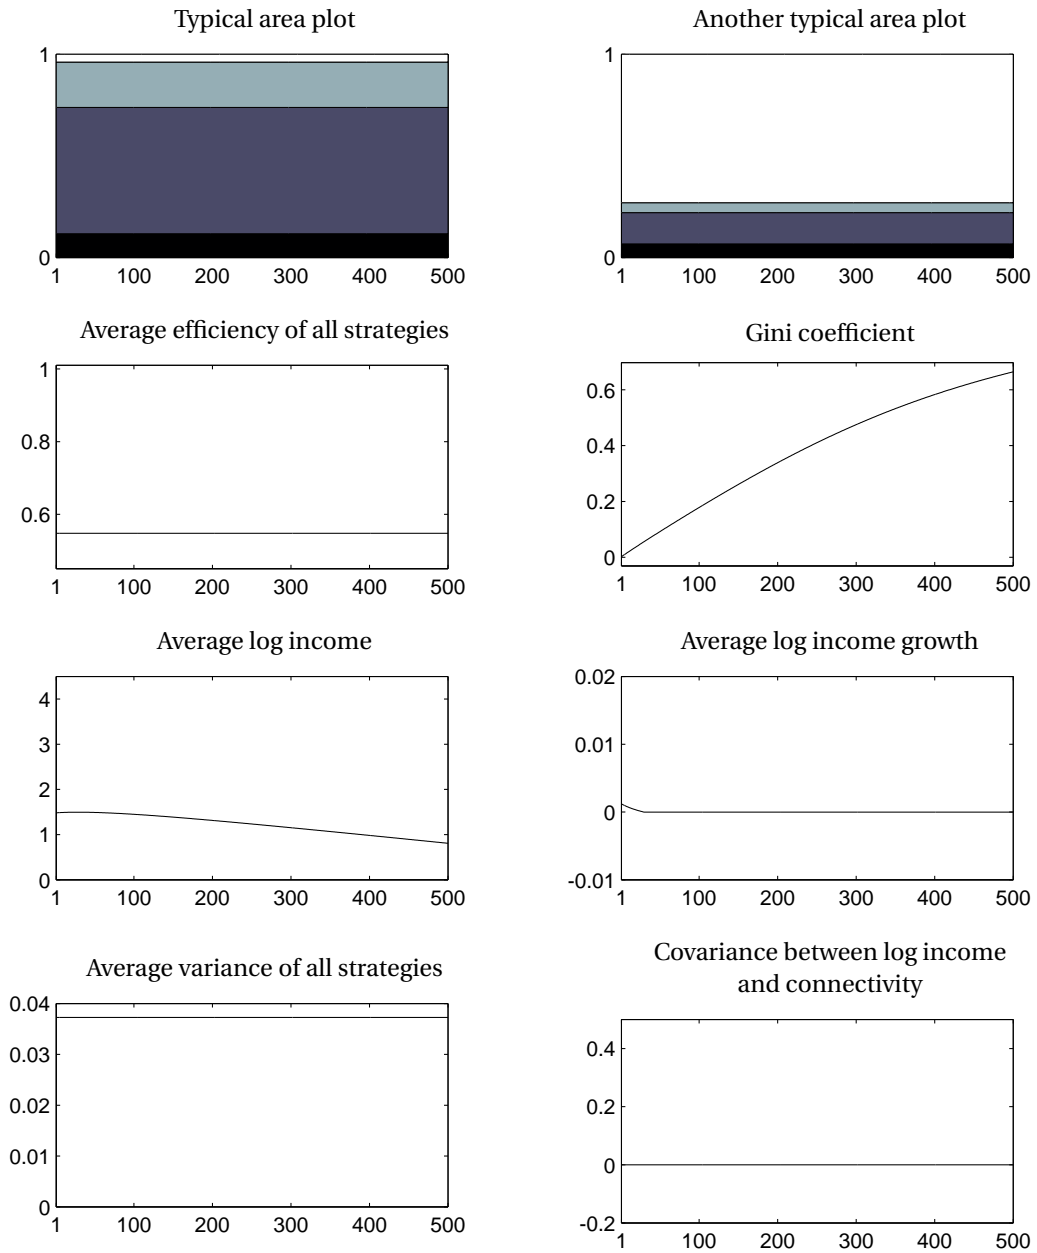 Typical area plot
1
0
1 100 200 300 400 500
Another typical area plot
1
0
1 100 200 300 400 500
Average efficiency of all strategies
1
0.8
0.6
1 100 200 300 400 500
Gini coefficient
0.6
0.4
0.2
0
1 100 200 300 400 500
Average log income
4
3
2
1
0
1 100 200 300 400 500
Average log income growth
0.02
0.01
0
-0.01
1 100 200 300 400 500
Average variance of all strategies
0.04
0.03
0.02
0.01
0
1 100 200 300 400 500
Covariance between log income
and connectivity
0.4
0.2
0
-0.2
1 100 200 300 400 500